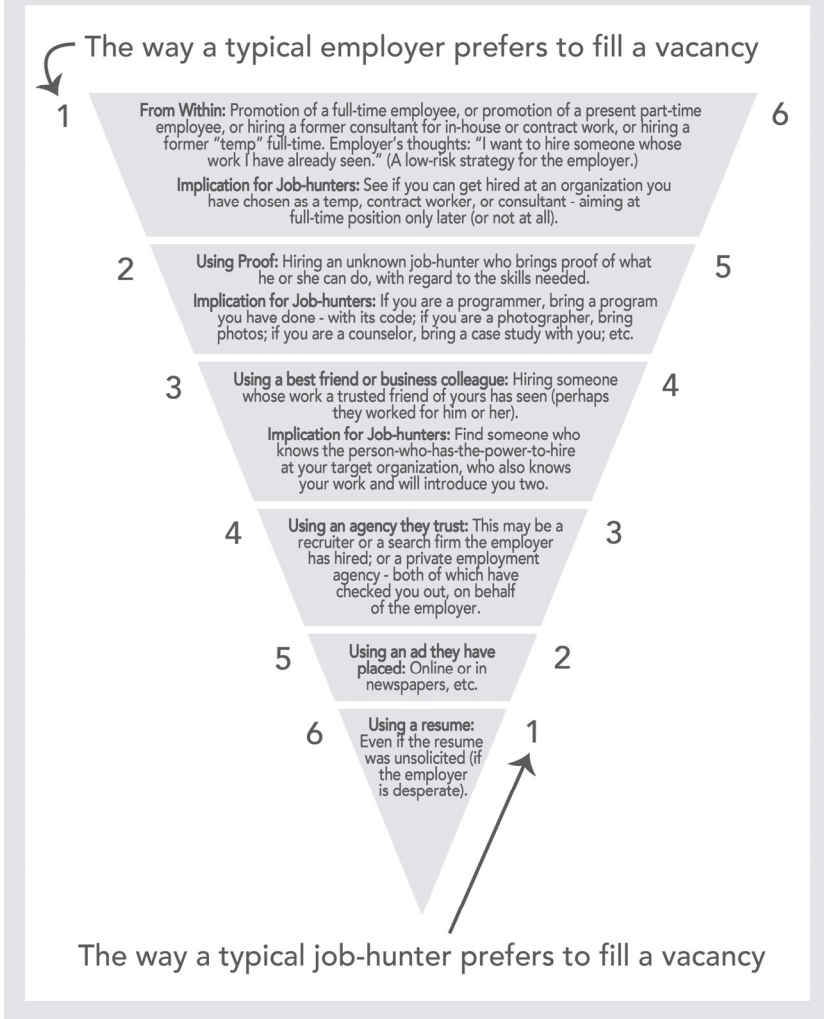 The way a typical employer prefers to fill a vacancy
1
6
From Within: Promotion of a full-time employee, or promotion of a present part-time
employee, or hiring a former consultant for in-house or contract work, or hiring a
former “temp” full-time. Employer’s thoughts: “I want to hire someone whose
work I have already seen.” (A low-risk strategy for the employer.)
Implication for Job-hunters: See if you can get hired at an organization you
have chosen as a temp, contract worker, or consultant - aiming at
full-time position only later (or not at all).
2
5
Using Proof: Hiring an unknown job-hunter who brings proof of what
he or she can do, with regard to the skills needed.
Implication for Job-hunters: If you are a programmer, bring a program
you have done - with its code; if you are a photographer, bring
photos; if you are a counselor, bring a case study with you; etc.
3
4
Using a best friend or business colleague: Hiring someone
whose work a trusted friend of yours has seen (perhaps
they worked for him or her).
Implication for Job-hunters: Find someone who
knows the person-who-has-the-power-to-hire
at your target organization, who also knows
your work and will introduce you two.
4
3
Using an agency they trust: This may be a
recruiter or a search firm the employer
has hired; or a private employment
agency - both of which have
checked you out, on behalf
of the employer.
5
2
Using an ad they have
placed: Online or in
newspapers, etc.
6
1
Using a resume:
Even if the resume
was unsolicited (if
the employer
is desperate).
The way a typical job-hunter prefers to fill a vacancy